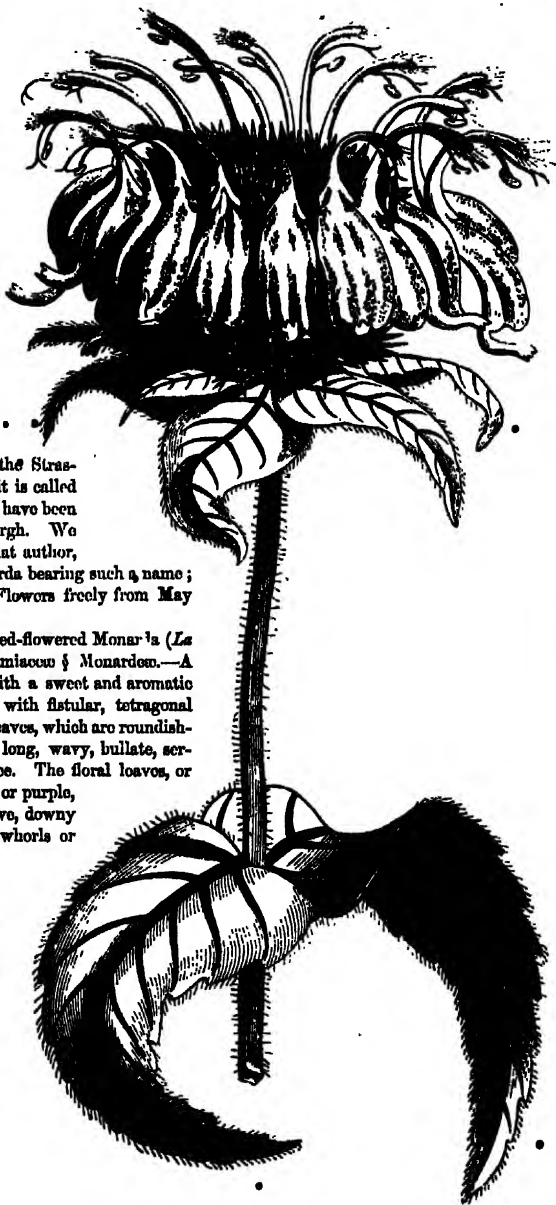 the Stras-
it is called
have been
rgh. We
at author,
rda bearing such a name;
Flowers freely from May
ed-flowered Monar a (La
miaceæ § Monardeæ.—A
ith a sweet and aromatic
with fistular, tetragonal
eaves, which are roundish-
long, wavy, bullate, ser-
ce. The floral leaves, or
or purple,
ve, downy
whorls or